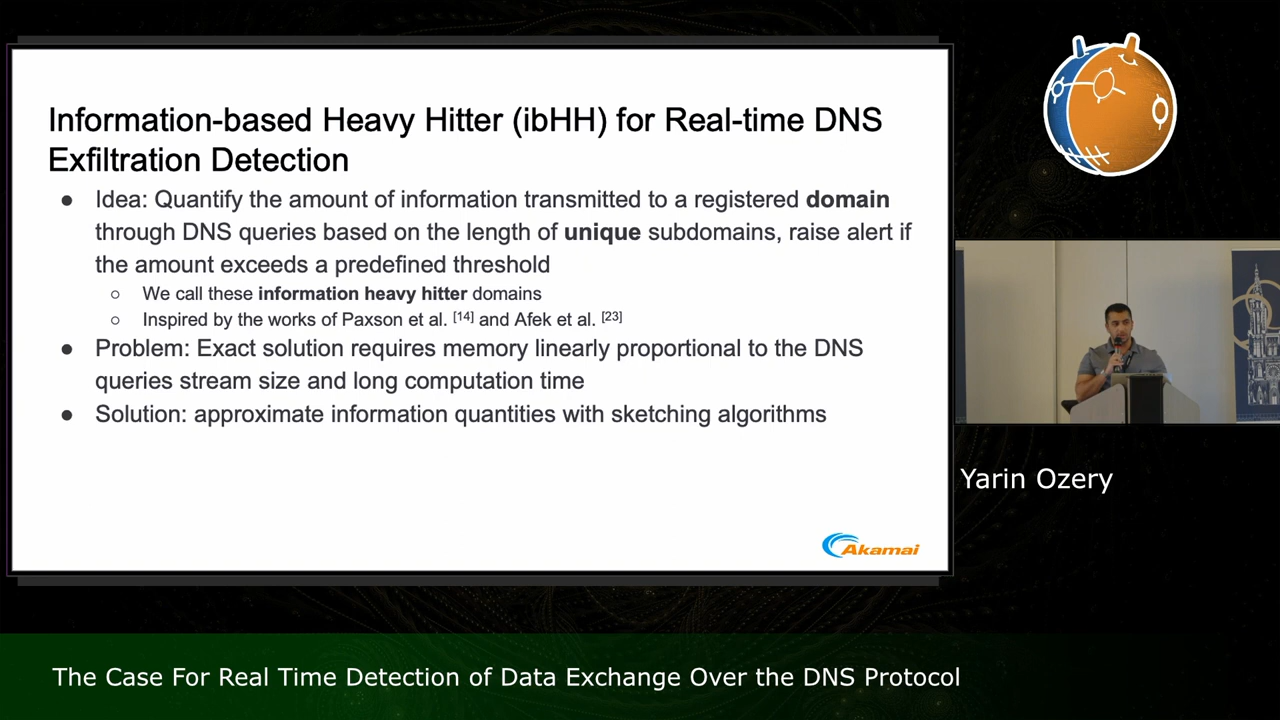 Information-based Heavy Hitter (ibHH) for Real-time DNS
Exfiltration Detection
● Idea: Quantify the amount of information transmitted to a registered domain
through DNS queries based on the length of unique subdomains, raise alert if
the amount exceeds a predefined threshold
○ We call these information heavy hitter domains
○ Inspired by the works of Paxson et al. [14] and Afek et al. [23]
● Problem: Exact solution requires memory linearly proportional to the DNS
queries stream size and long computation time
● Solution: approximate information quantities with sketching algorithms
Akamai
Yarin Ozery
The Case For Real Time Detection of Data Exchange Over the DNS Protocol